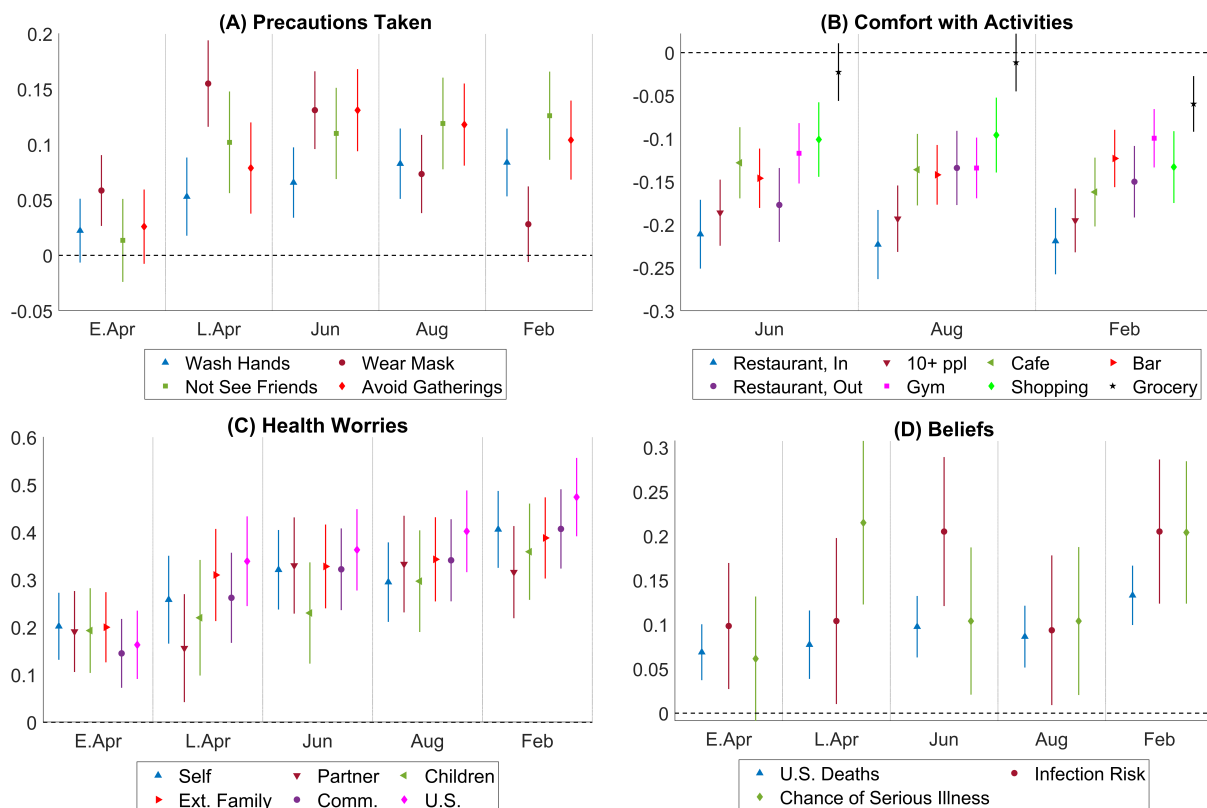 (A) Precautions Taken
0.2
0.15
0.1
0.05
0
-0.05
E.Apr L.Apr Jun Aug Feb
Wash Hands Wear Mask
Not See Friends Avoid Gatherings
(B) Comfort with Activities
0
-0.05
-0.1
-0.15
-0.2
-0.25
-0.3
Jun Aug Feb
Restaurant, In 10+ ppl Cafe Bar
Restaurant, Out Gym Shopping Grocery
(C) Health Worries
0.6
0.5
0.4
0.3
0.2
0.1
0
E.Apr L.Apr Jun Aug Feb
Self Partner Children
Ext. Family Comm. U.S.
(D) Beliefs
0.3
0.25
0.2
0.15
0.1
0.05
0
E.Apr L.Apr Jun Aug Feb
U.S. Deaths Infection Risk
Chance of Serious Illness